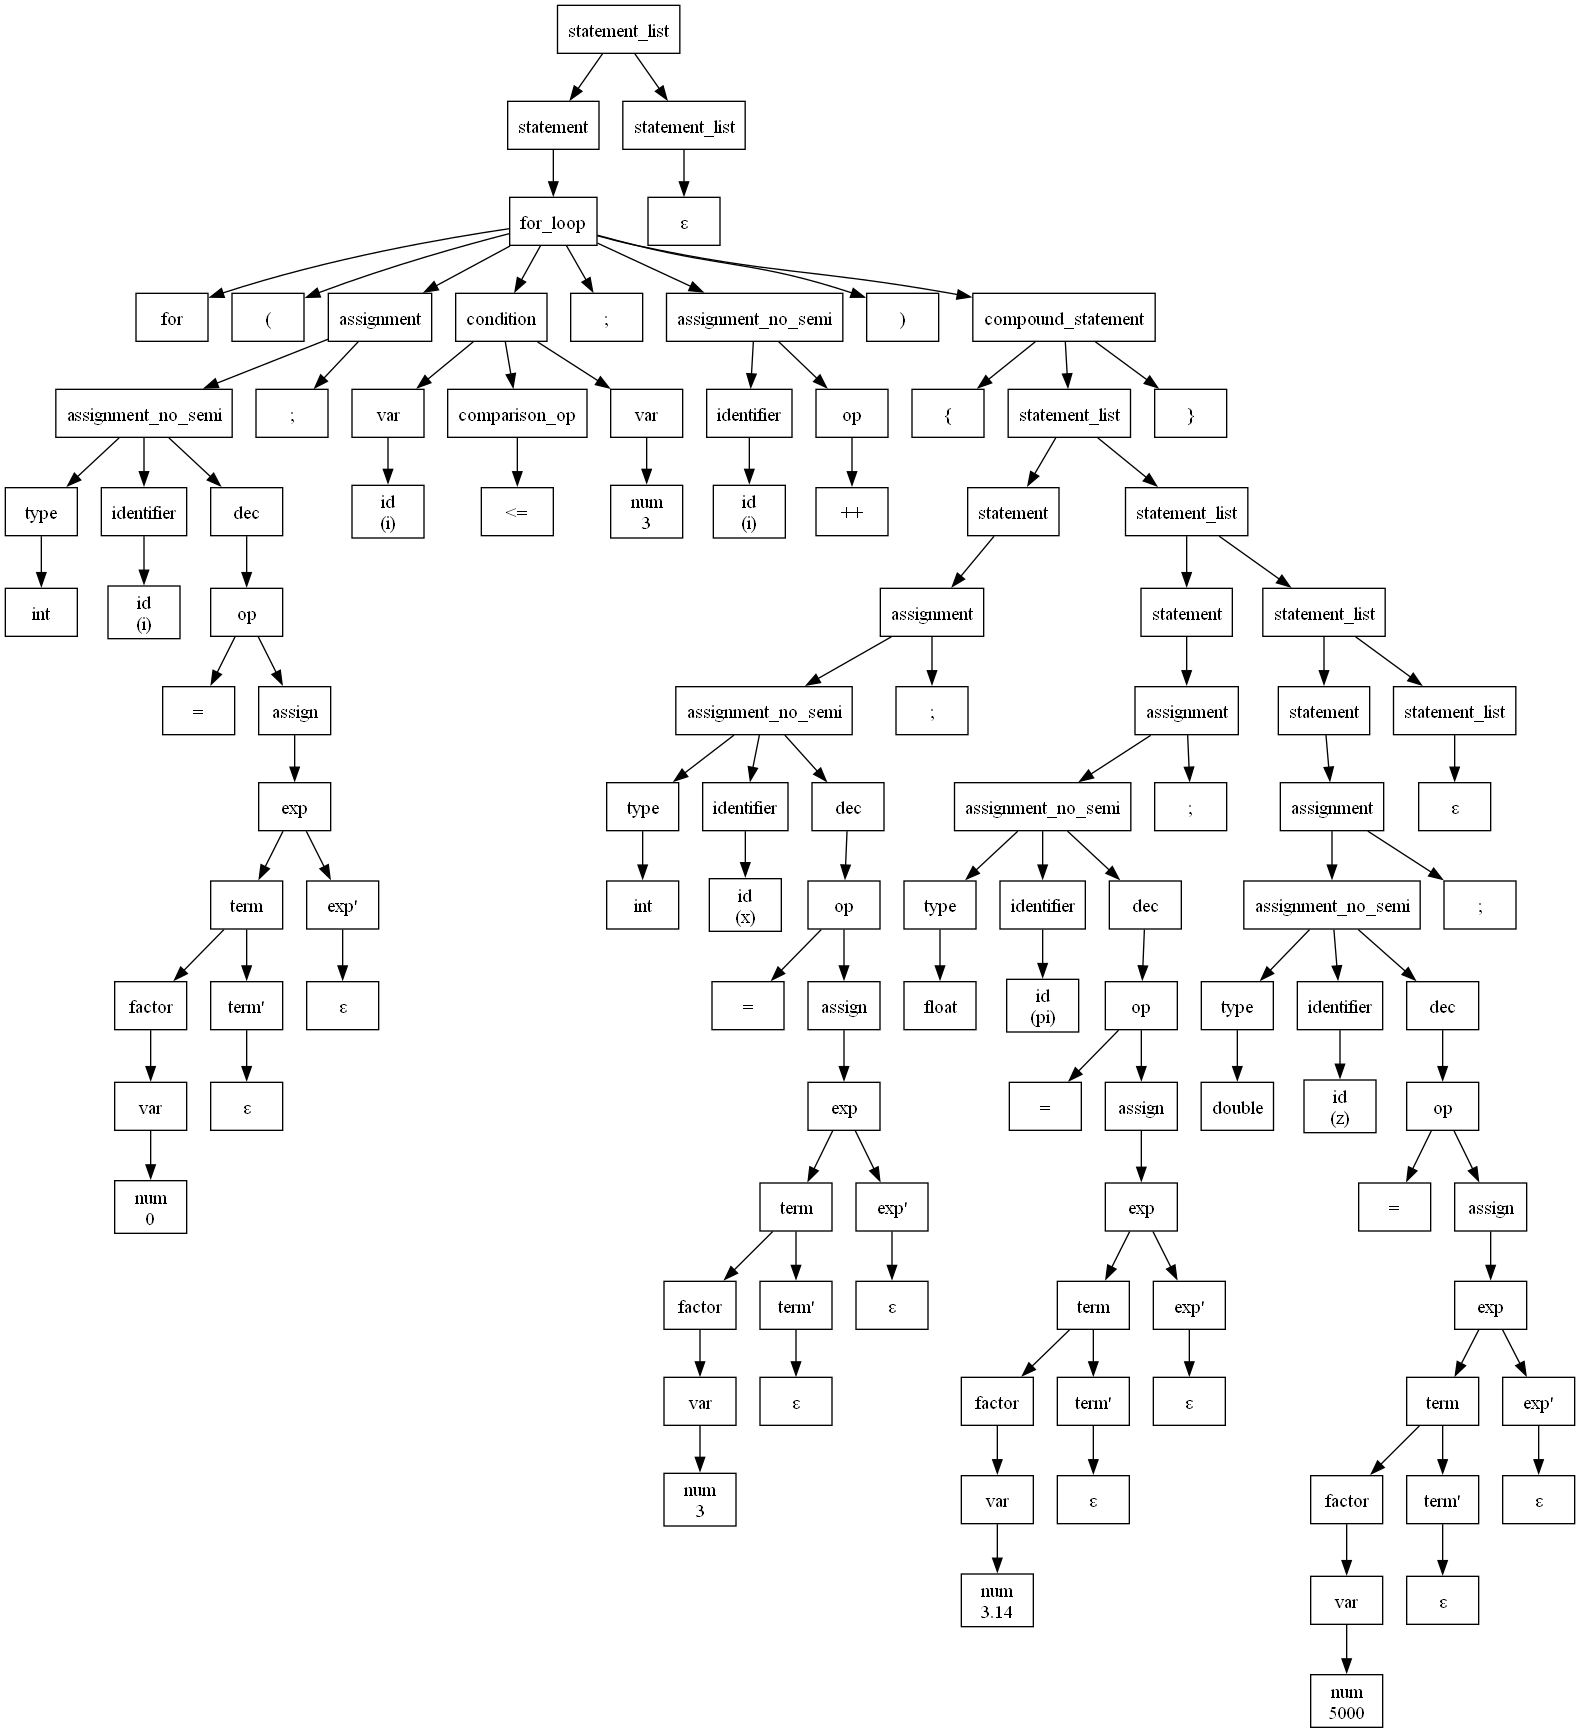 statement_list
statement
statement_list
for_loop
ε
for
(
assignment
condition
;
assignment_no_semi
)
compound_statement
assignment_no_semi
;
var
comparison_op
var
identifier
op
{
statement_list
}
type
identifier
dec
id
(i)
<=
num
3
id
(i)
++
statement
statement_list
int
id
(i)
op
assignment
statement
statement_list
=
assign
assignment_no_semi
;
assignment
statement
statement_list
exp
type
identifier
dec
assignment_no_semi
;
assignment
ε
term
exp'
int
id
(x)
op
type
identifier
dec
assignment_no_semi
;
factor
term'
ε
=
assign
float
id
(pi)
op
type
identifier
dec
var
ε
exp
=
assign
double
id
(z)
op
num
0
term
exp'
exp
=
assign
factor
term'
ε
term
exp'
exp
var
ε
factor
term'
ε
term
exp'
num
3
var
ε
factor
term'
ε
num
3.14
var
ε
num
5000